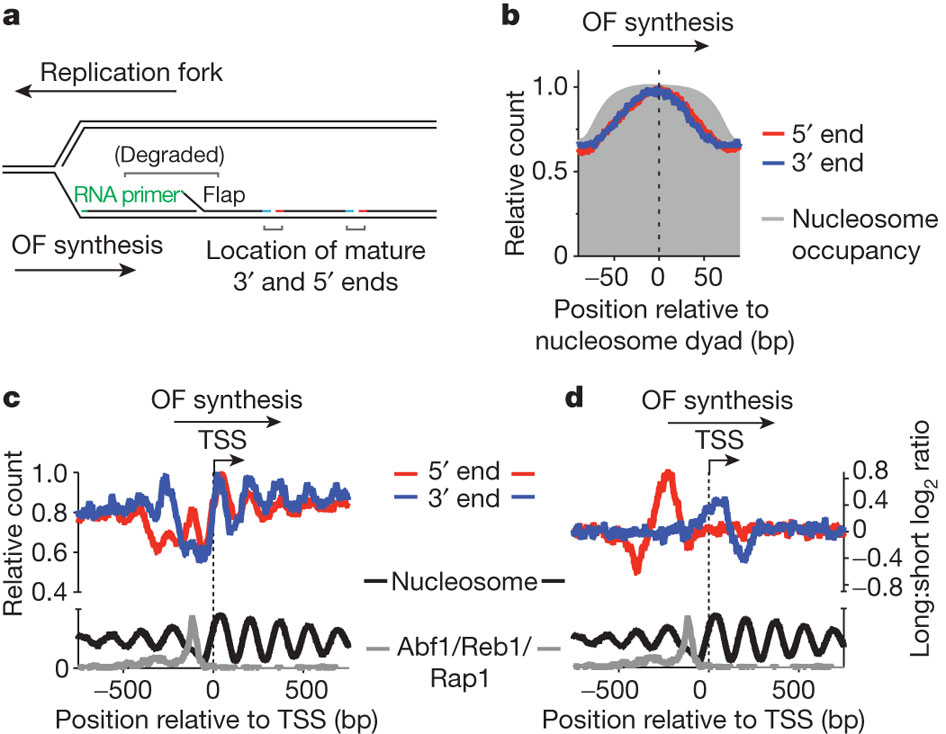 a
Replication fork
(Degraded)
RNA primer
Flap
OF synthesis
Location of mature
3′ and 5′ ends
b
OF synthesis
Relative count
1.0
0.5
0
−50
0
50
5′ end
3′ end
Nucleosome
occupancy
Position relative to
nucleosome dyad (bp)
c
OF synthesis
TSS
Relative count
1.0
0.8
0.6
0.4
0
5′ end
3′ end
Nucleosome
Abf1/Reb1/
Rap1
−500
0
500
Position relative to TSS (bp)
d
OF synthesis
TSS
0.8
0.4
0
−0.4
−0.8
Long:short log2 ratio
−500
0
500
Position relative to TSS (bp)